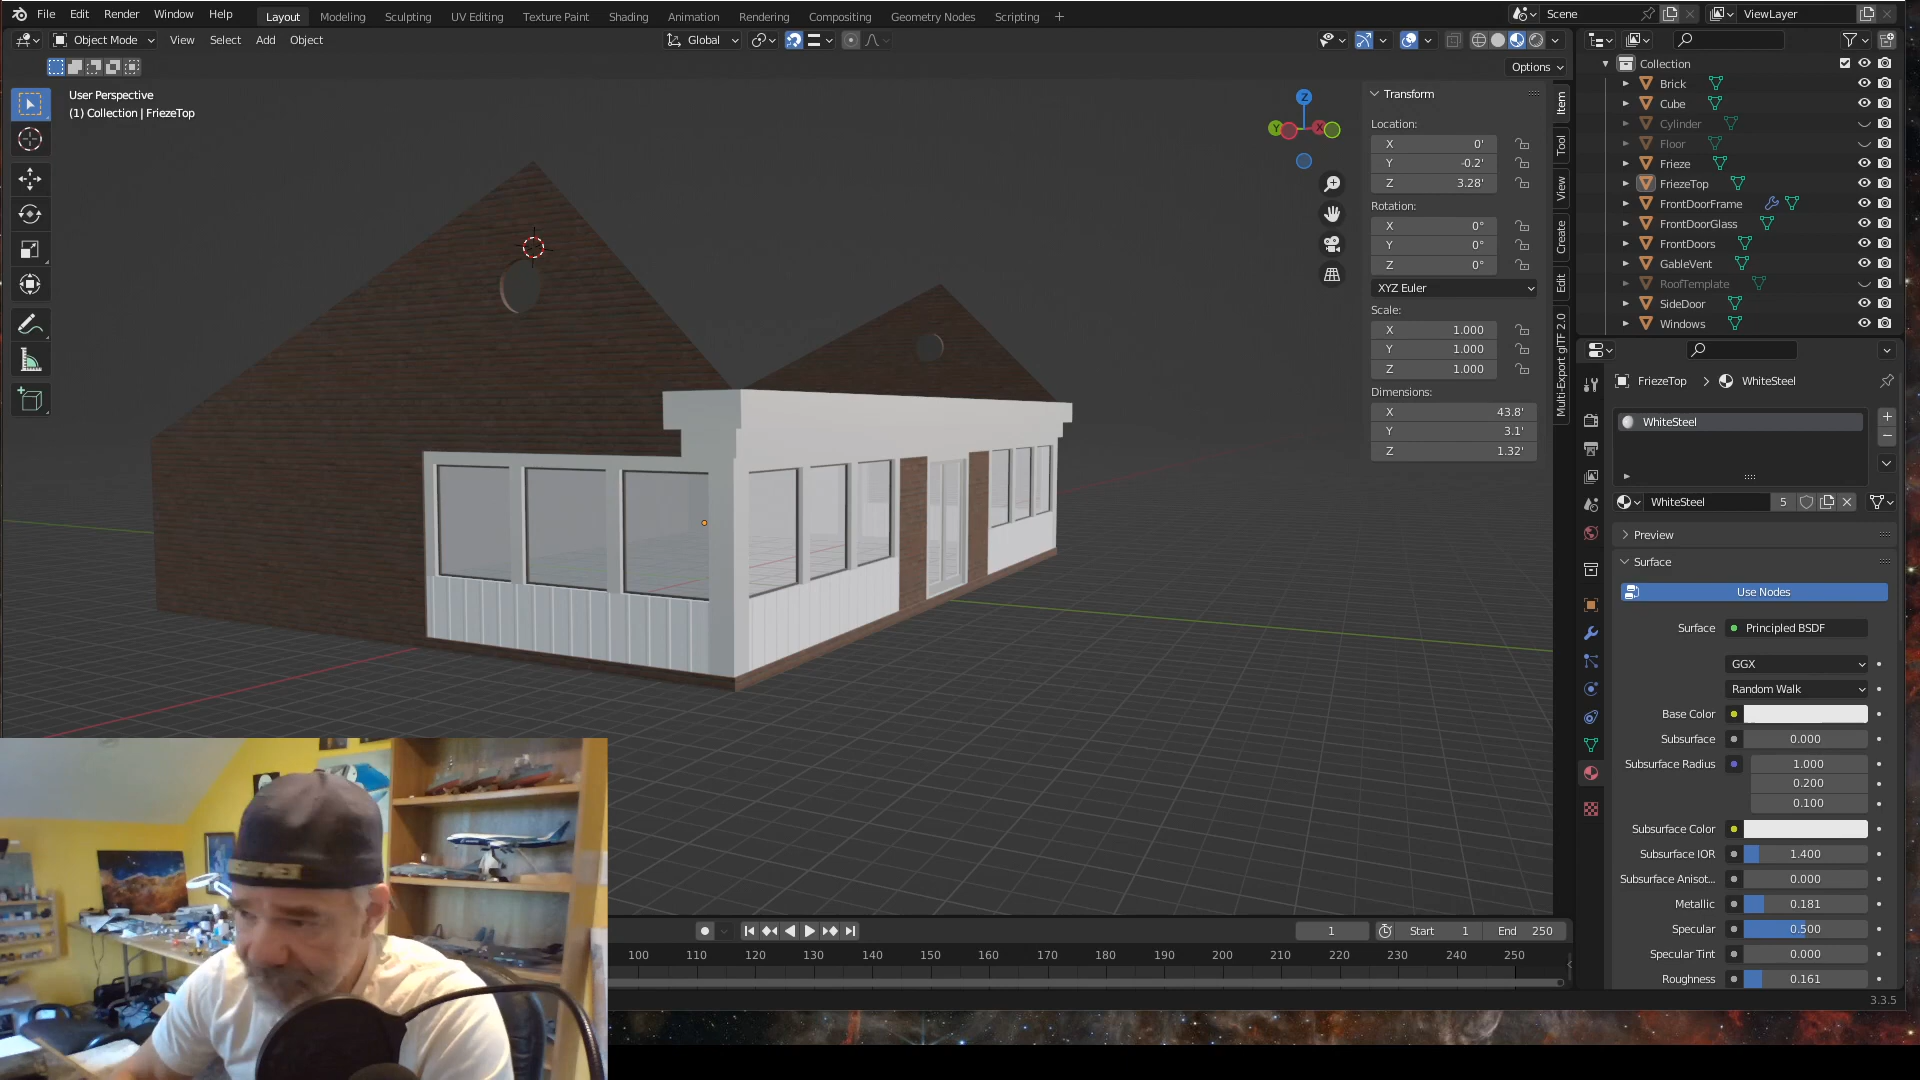 File Edit Render Window Help Layout Modeling Sculpting UV Editing Texture Paint Shading Animation Rendering Compositing Geometry Nodes Scripting + Scene ViewLayer
Object Mode View Select Add Object Global
Options
User Perspective
(1) Collection | FriezeTop
Z
Y
X
Transform
Location:
X 0'
Y -0.2'
Z 3.28'
Rotation:
X 0°
Y 0°
Z 0°
XYZ Euler
Scale:
X 1.000
Y 1.000
Z 1.000
Dimensions:
X 43.8'
Y 3.1'
Z 1.32'
Item
Tool
View
Create
Edit
Multi-Export glTF 2.0
Collection
Brick
Cube
Cylinder
Floor
Frieze
FriezeTop
FrontDoorFrame
FrontDoorGlass
FrontDoors
GableVent
RoofTemplate
SideDoor
Windows
FriezeTop > WhiteSteel
WhiteSteel
WhiteSteel 5
Preview
Surface
Use Nodes
Surface Principled BSDF
GGX
Random Walk
Base Color
Subsurface 0.000
Subsurface Radius 1.000
0.200
0.100
Subsurface Color
Subsurface IOR 1.400
Subsurface Anisot... 0.000
Metallic 0.181
Specular 0.500
Specular Tint 0.000
Roughness 0.161
1 Start 1 End 250
100 110 120 130 140 150 160 170 180 190 200 210 220 230 240 250
3.3.5